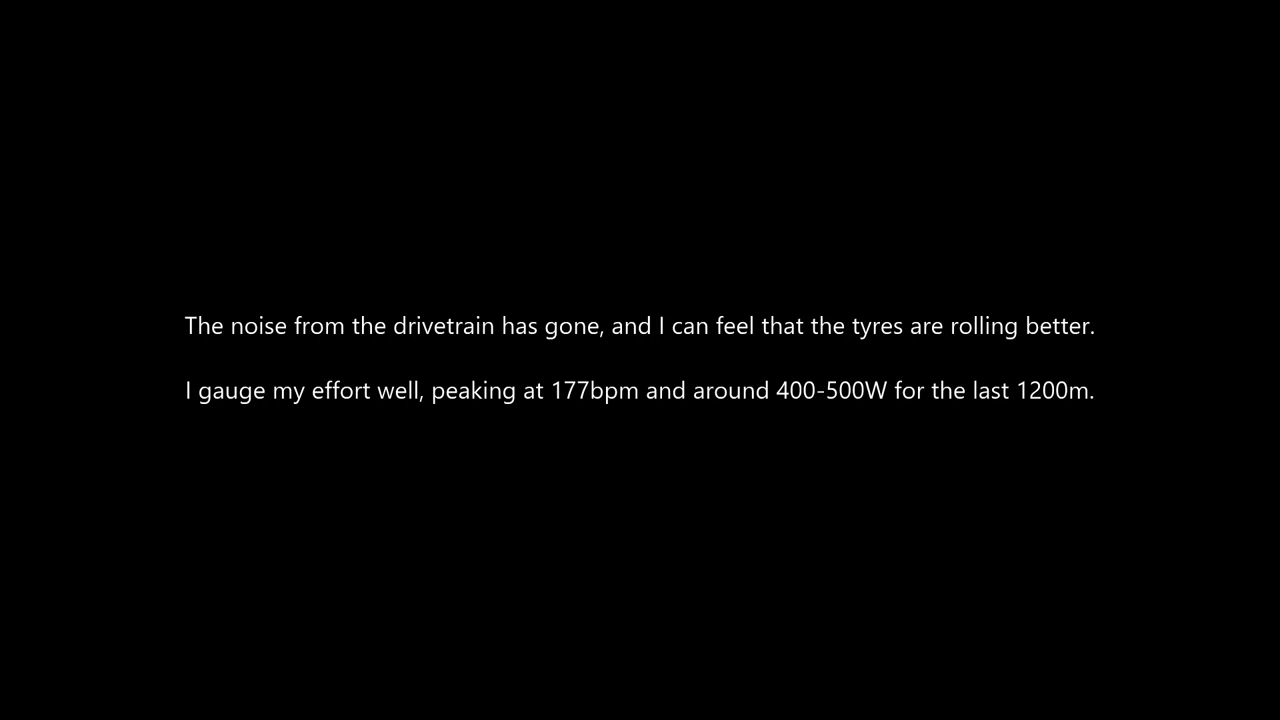 The noise from the drivetrain has gone, and I can feel that the tyres are rolling better.
I gauge my effort well, peaking at 177bpm and around 400-500W for the last 1200m.